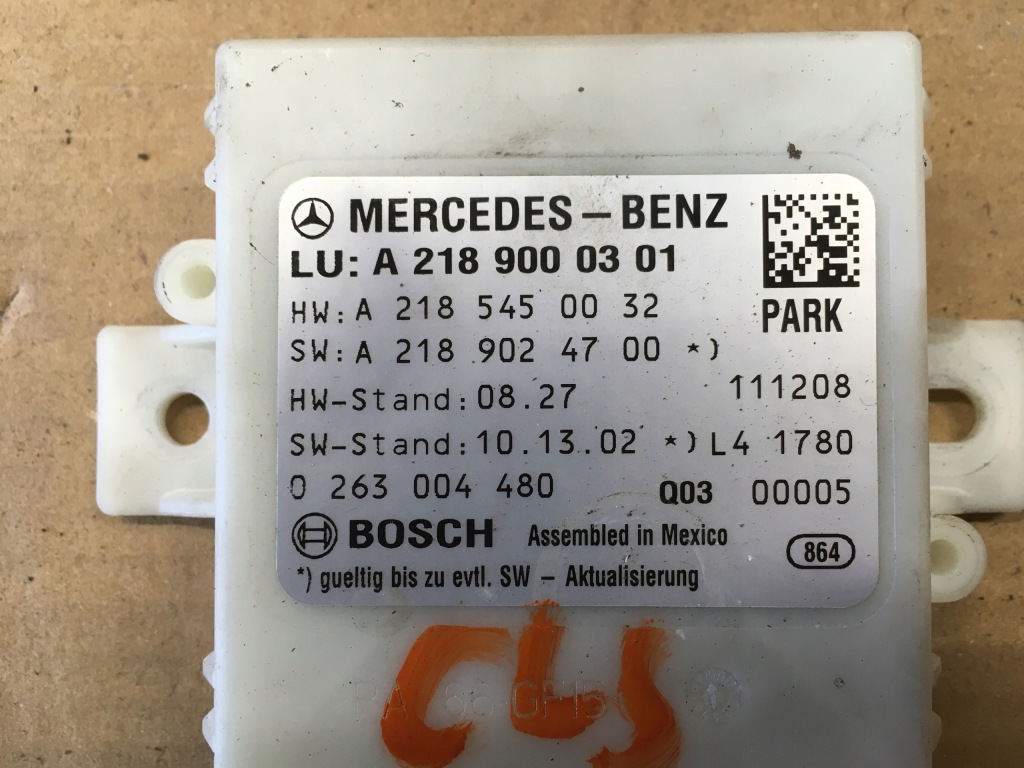 MERCEDES-BENZ
LU: A 218 900 03 01
HW: A 218 545 00 32
PARK
SW: A 218 902 47 00 *)
HW-Stand: 08.27 111208
SW-Stand: 10.13.02 *) L4 1780
0 263 004 480 Q03 00005
BOSCH Assembled in Mexico 864
*) gueltig bis zu evtl. SW - Aktualisierung
CLS